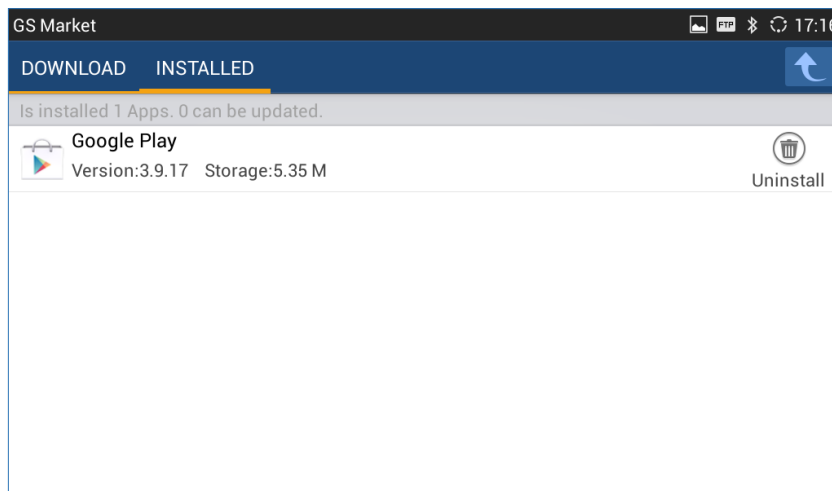 GS Market
FTP
17:16
DOWNLOAD INSTALLED
Is installed 1 Apps. 0 can be updated.
Google Play
Version:3.9.17 Storage:5.35 M
Uninstall